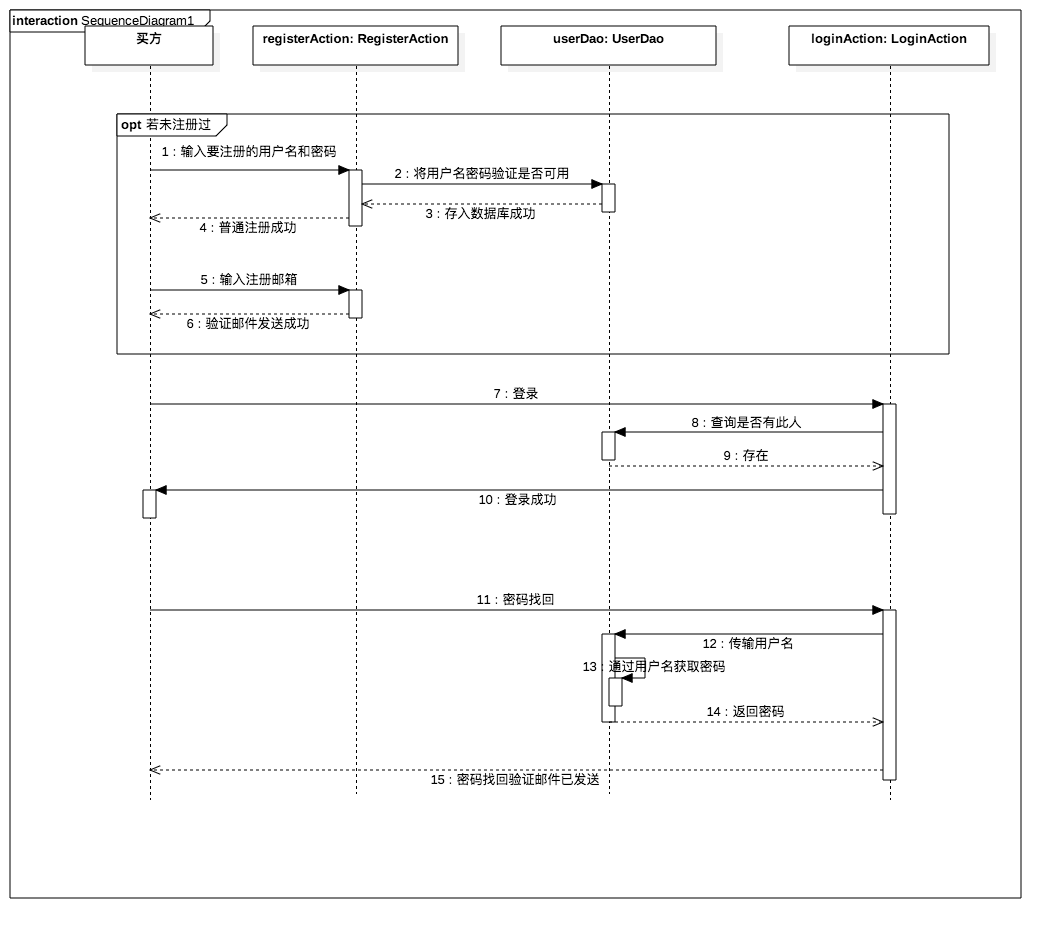 interaction SequenceDiagram1
买方
registerAction: RegisterAction
userDao: UserDao
loginAction: LoginAction
opt 若未注册过
1 : 输入要注册的用户名和密码
2 : 将用户名密码验证是否可用
3 : 存入数据库成功
4 : 普通注册成功
5 : 输入注册邮箱
6 : 验证邮件发送成功
7 : 登录
8 : 查询是否有此人
9 : 存在
10 : 登录成功
11 : 密码找回
12 : 传输用户名
13 : 通过用户名获取密码
14 : 返回密码
15 : 密码找回验证邮件已发送